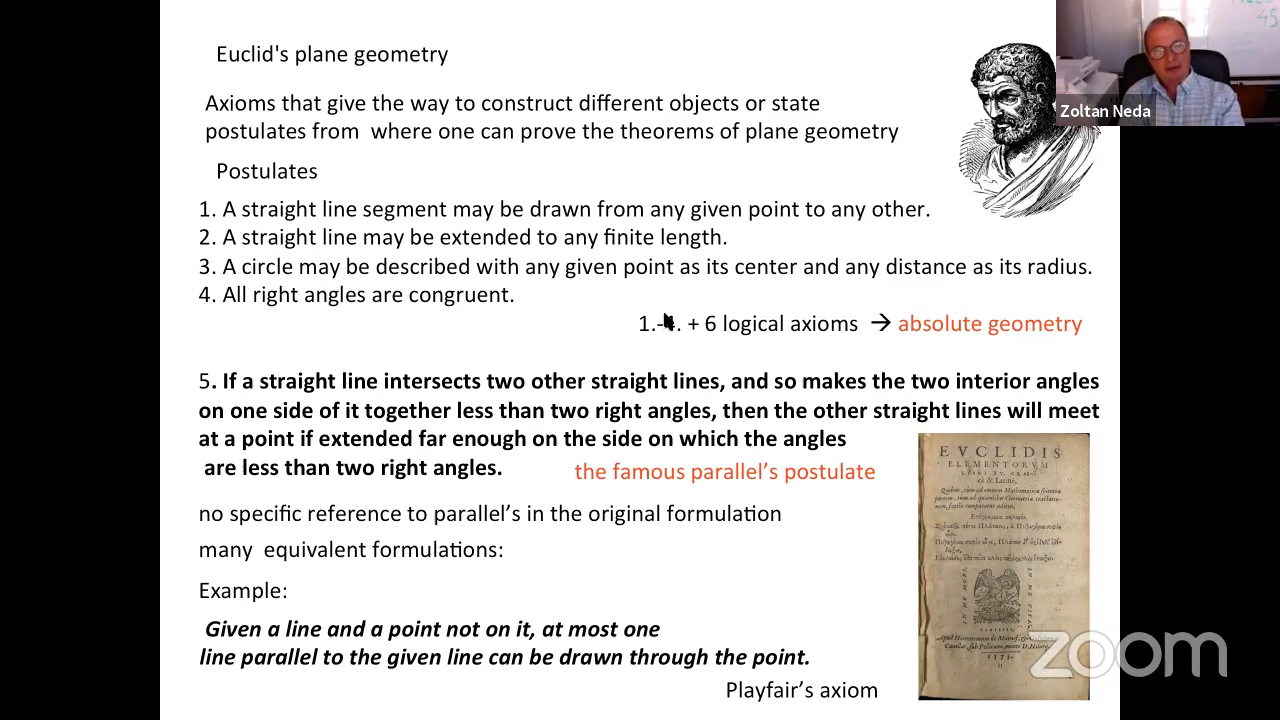 Euclid's plane geometry
45
Zoltan Neda
Axioms that give the way to construct different objects or state
postulates from where one can prove the theorems of plane geometry
Postulates
1. A straight line segment may be drawn from any given point to any other.
2. A straight line may be extended to any finite length.
3. A circle may be described with any given point as its center and any distance as its radius.
4. All right angles are congruent.
+ 6 logical axioms → absolute geometry
5. If a straight line intersects two other straight lines, and so makes the two interior angles
on one side of it together less than two right angles, then the other straight lines will meet
at a point if extended far enough on the side on which the angles
are less than two right angles.
the famous parallel's postulate
no specific reference to parallel's in the original formulation
many equivalent formulations:
Example:
Given a line and a point not on it, at most one
line parallel to the given line can be drawn through the point.
Playfair's axiom
EVCLIDIS
ELEMENTORVM
& Latinè,
zoom